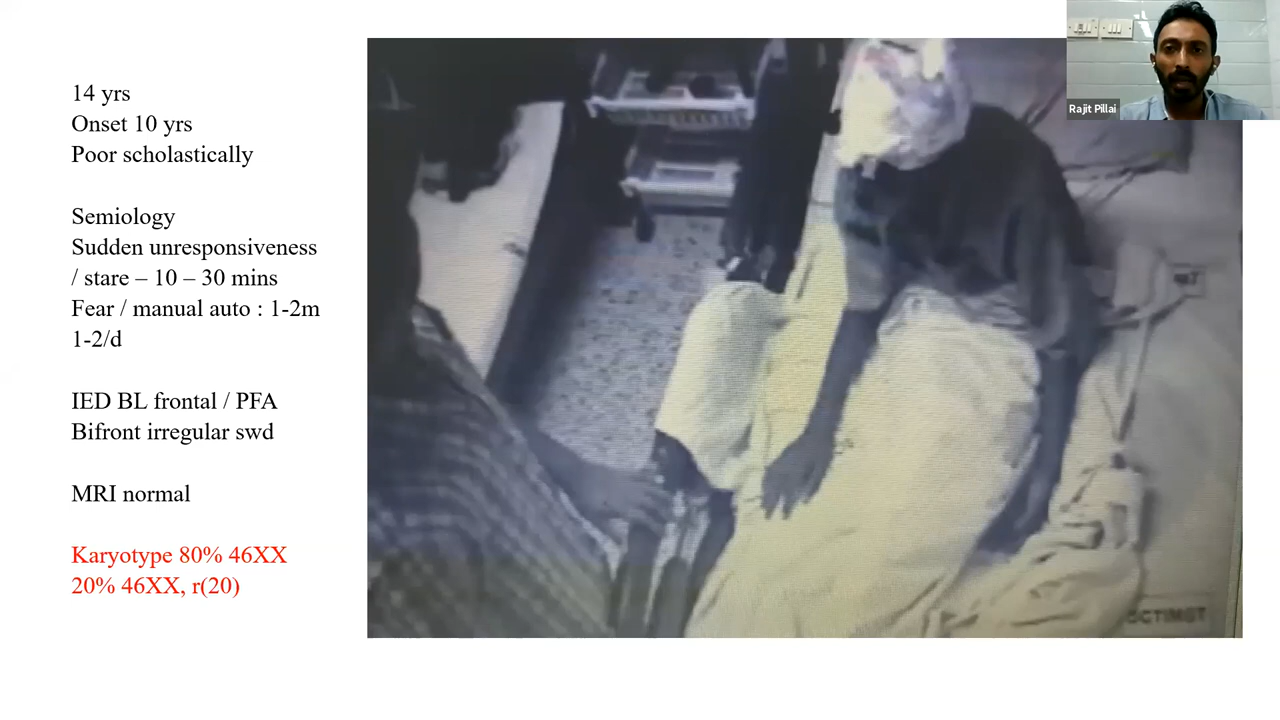 14 yrs
Onset 10 yrs
Poor scholastically
Semiology
Sudden unresponsiveness
/ stare – 10 – 30 mins
Fear / manual auto : 1-2m
1-2/d
IED BL frontal / PFA
Bifront irregular swd
MRI normal
Karyotype 80% 46XX
20% 46XX, r(20)
Rajit Pillai